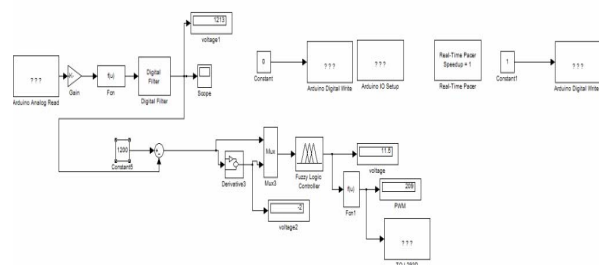 1213
voltage1
? ? ?
Arduino Analog Read
Gain
f(u)
Fcn
Digital
Filter
Digital Filter
Scope
0
Constant
? ? ?
Arduino Digital Write
? ? ?
Arduino IO Setup
Real-Time Pacer
Speedup = 1
Real-Time Pacer
1
Constant1
? ? ?
Arduino Digital Write
1200
Constant5
Derivative3
Mux
Mux3
Fuzzy Logic
Controller
11.5
voltage
-2
voltage2
f(u)
Fcn1
209
PWM
? ? ?